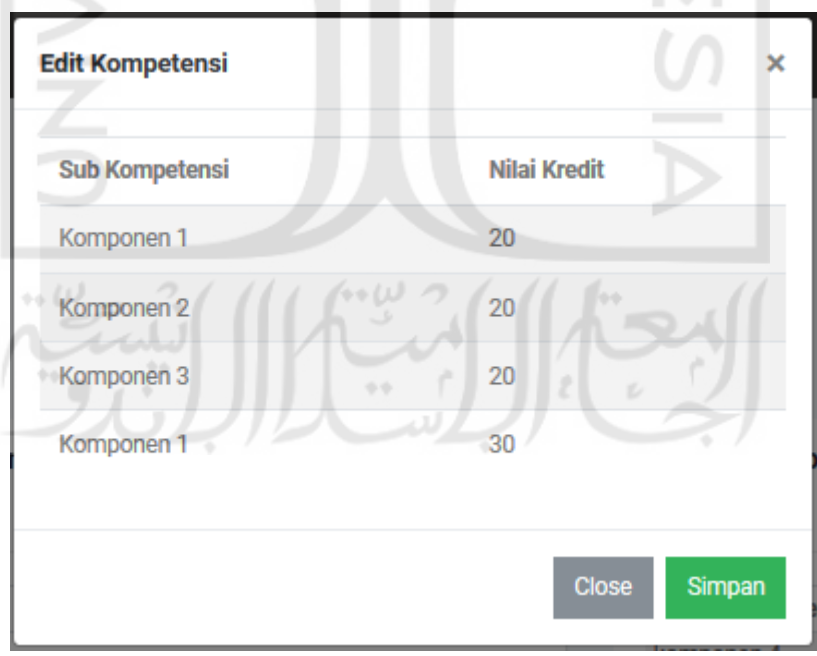 Edit Kompetensi ×
Sub Kompetensi Nilai Kredit
Komponen 1 20
Komponen 2 20
Komponen 3 20
Komponen 1 30
Close Simpan